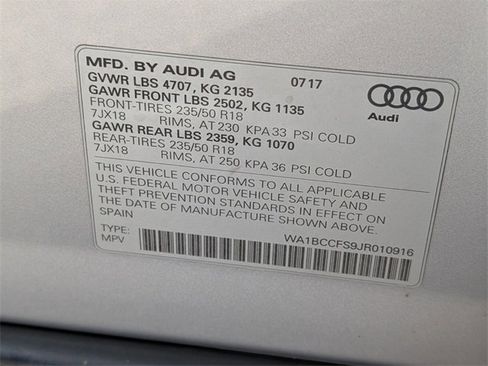 MFD. BY AUDI AG 07 17
GVWR LBS 4707, KG 2135
GAWR FRONT LBS 2502, KG 1135
FRONT-TIRES 235/50 R18
7JX18 RIMS, AT 230 KPA 33 PSI COLD
GAWR REAR LBS 2359, KG 1070
REAR-TIRES 235/50 R18
7JX18 RIMS, AT 250 KPA 36 PSI COLD
Audi
THIS VEHICLE CONFORMS TO ALL APPLICABLE
U.S. FEDERAL MOTOR VEHICLE SAFETY AND
THEFT PREVENTION STANDARDS IN EFFECT ON
THE DATE OF MANUFACTURE SHOWN ABOVE.
SPAIN
TYPE:
MPV
WA1BCCFS9JR010916